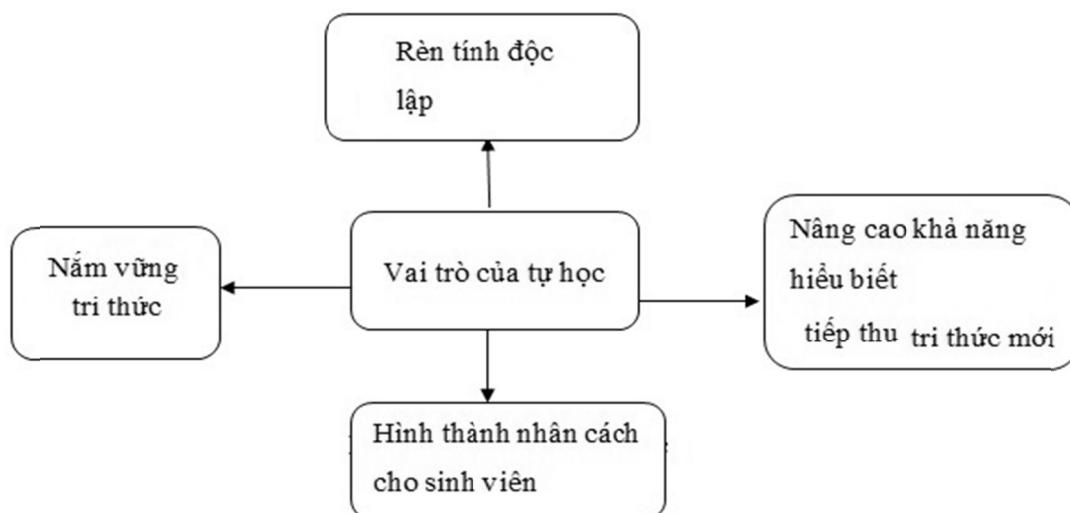 Rèn tính độc
lập
Nắm vững
tri thức
Vai trò của tự học
Nâng cao khả năng
hiểu biết
tiếp thu tri thức mới
Hình thành nhân cách
cho sinh viên